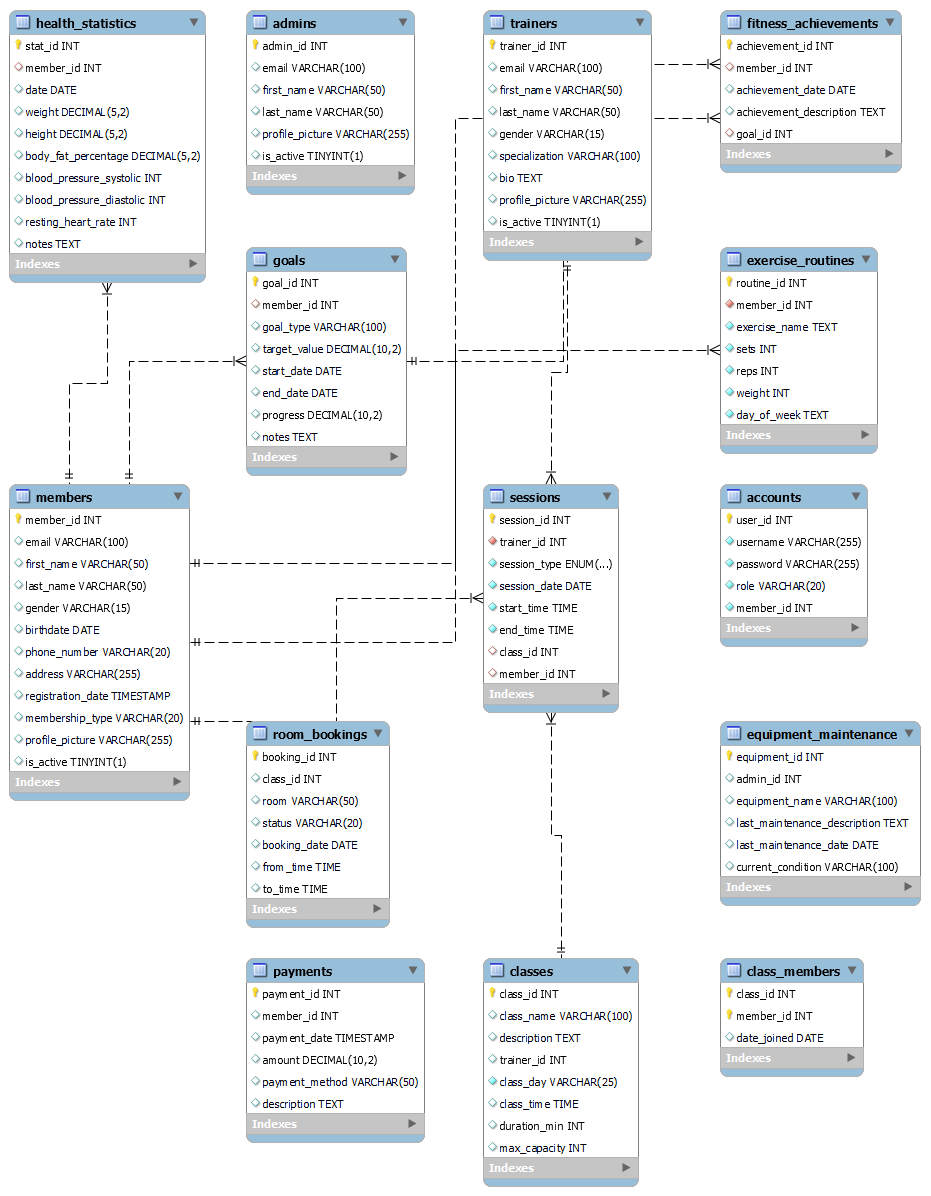 health_statistics
stat_id INT
member_id INT
date DATE
weight DECIMAL(5,2)
height DECIMAL(5,2)
body_fat_percentage DECIMAL(5,2)
blood_pressure_systolic INT
blood_pressure_diastolic INT
resting_heart_rate INT
notes TEXT
Indexes
admins
admin_id INT
email VARCHAR(100)
first_name VARCHAR(50)
last_name VARCHAR(50)
profile_picture VARCHAR(255)
is_active TINYINT(1)
Indexes
trainers
trainer_id INT
email VARCHAR(100)
first_name VARCHAR(50)
last_name VARCHAR(50)
gender VARCHAR(15)
specialization VARCHAR(100)
bio TEXT
profile_picture VARCHAR(255)
is_active TINYINT(1)
Indexes
fitness_achievements
achievement_id INT
member_id INT
achievement_date DATE
achievement_description TEXT
goal_id INT
Indexes
goals
goal_id INT
member_id INT
goal_type VARCHAR(100)
target_value DECIMAL(10,2)
start_date DATE
end_date DATE
progress DECIMAL(10,2)
notes TEXT
Indexes
exercise_routines
routine_id INT
member_id INT
exercise_name TEXT
sets INT
reps INT
weight INT
day_of_week TEXT
Indexes
members
member_id INT
email VARCHAR(100)
first_name VARCHAR(50)
last_name VARCHAR(50)
gender VARCHAR(15)
birthdate DATE
phone_number VARCHAR(20)
address VARCHAR(255)
registration_date TIMESTAMP
membership_type VARCHAR(20)
profile_picture VARCHAR(255)
is_active TINYINT(1)
Indexes
sessions
session_id INT
trainer_id INT
session_type ENUM(...)
session_date DATE
start_time TIME
end_time TIME
class_id INT
member_id INT
Indexes
accounts
user_id INT
username VARCHAR(255)
password VARCHAR(255)
role VARCHAR(20)
member_id INT
Indexes
room_bookings
booking_id INT
class_id INT
room VARCHAR(50)
status VARCHAR(20)
booking_date DATE
from_time TIME
to_time TIME
Indexes
equipment_maintenance
equipment_id INT
admin_id INT
equipment_name VARCHAR(100)
last_maintenance_description TEXT
last_maintenance_date DATE
current_condition VARCHAR(100)
Indexes
payments
payment_id INT
member_id INT
payment_date TIMESTAMP
amount DECIMAL(10,2)
payment_method VARCHAR(50)
description TEXT
Indexes
classes
class_id INT
class_name VARCHAR(100)
description TEXT
trainer_id INT
class_day VARCHAR(25)
class_time TIME
duration_min INT
max_capacity INT
Indexes
class_members
class_id INT
member_id INT
date_joined DATE
Indexes